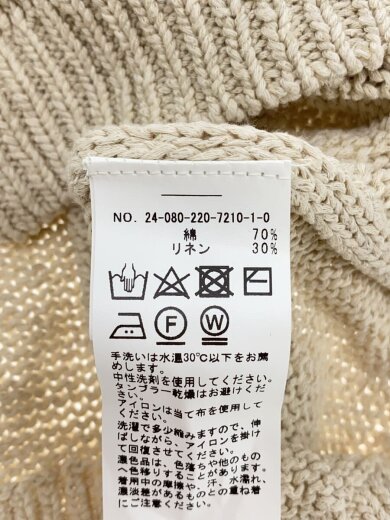 NO. 24-080-220-7210-1-0
綿 70%
リネン 30%
F W
手洗いは水温30℃以下をお薦
めします。
中性洗剤を使用してください。
タンブラー乾燥はお避けくだ
さい。
アイロンは当て布を使用して
ください。
洗濯で多少縮みますので、伸
ばしながら、アイロンを掛け
て回復させてください。
濃色品は、色落ちや他のもの
へ色移りすることがあります。
着用中の摩擦や、汗、水濡れ、
濃淡差があるものとの重ね着
にご注意ください。